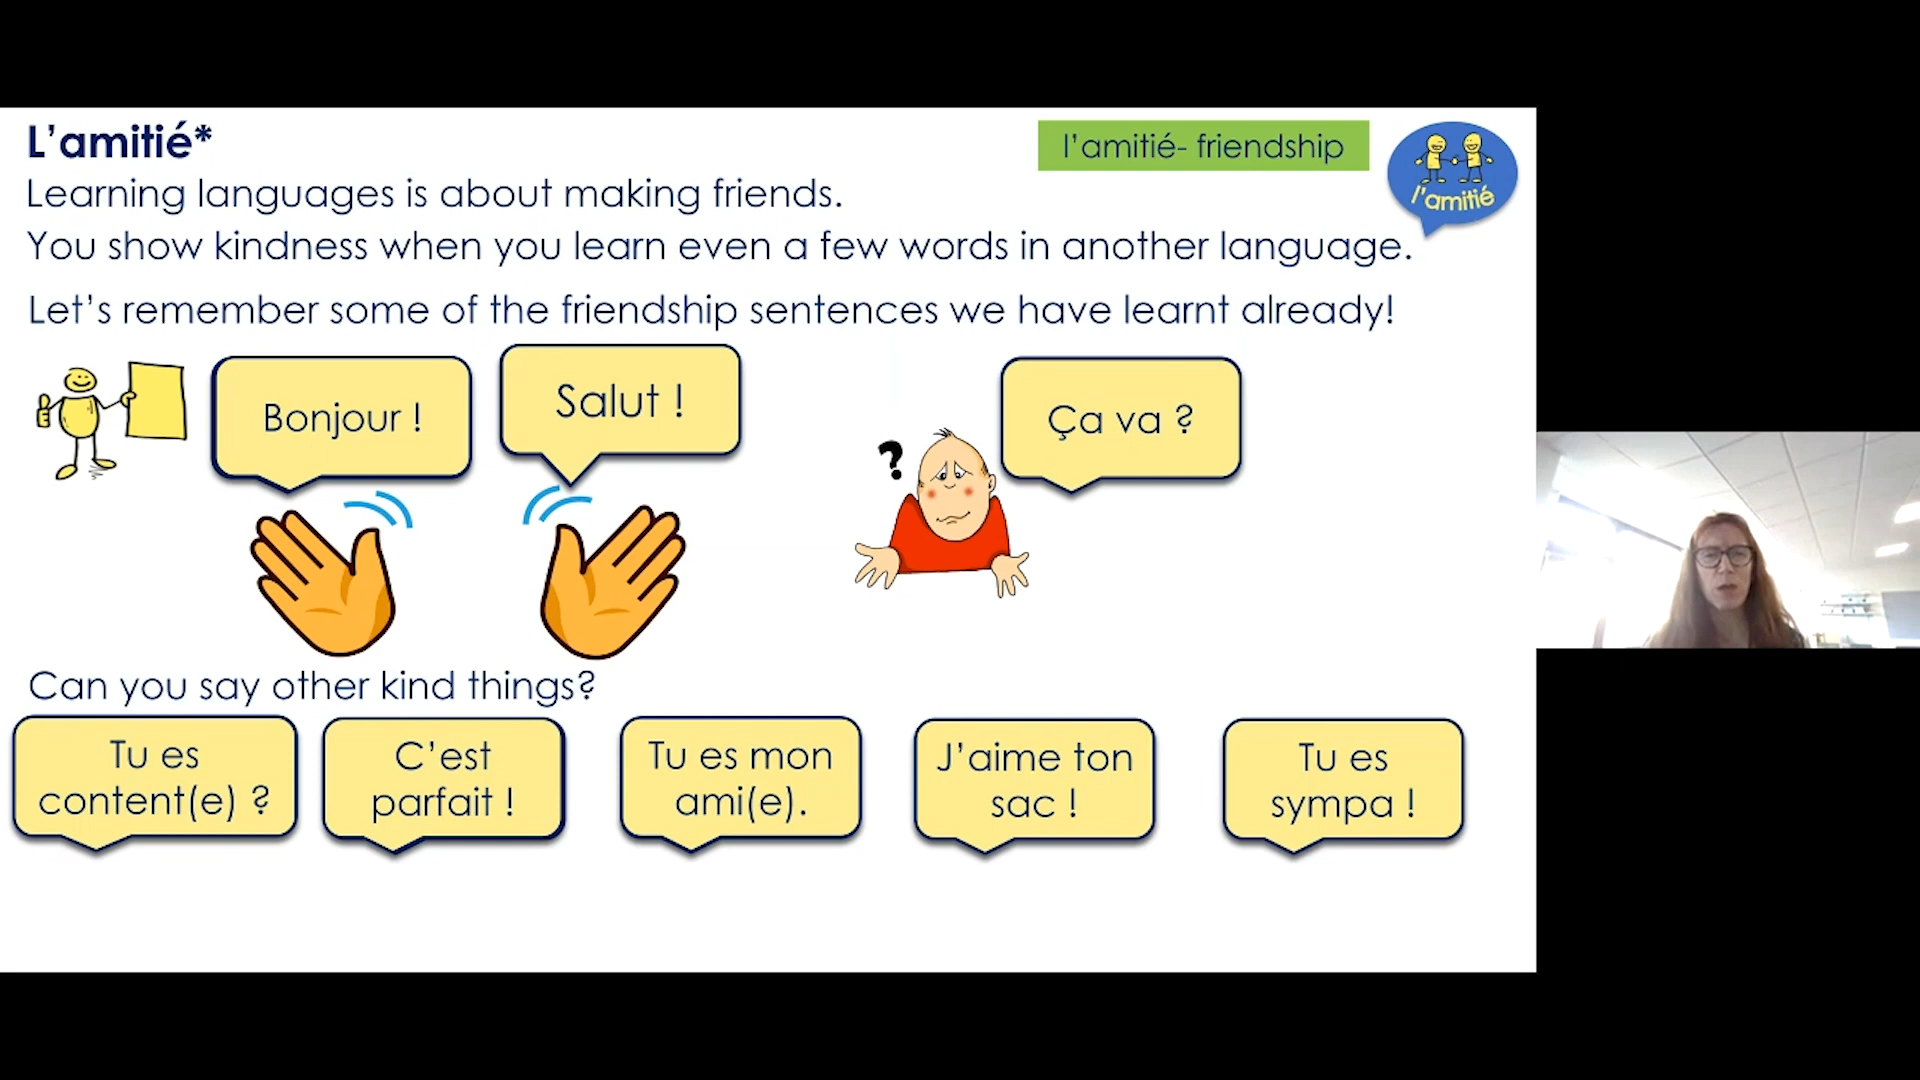 L'amitié*
l'amitié- friendship
l'amitié
Learning languages is about making friends.
You show kindness when you learn even a few words in another language.
Let's remember some of the friendship sentences we have learnt already!
Bonjour !
Salut !
?
Ça va ?
Can you say other kind things?
Tu es
content(e) ?
C'est
parfait !
Tu es mon
ami(e).
J'aime ton
sac !
Tu es
sympa !